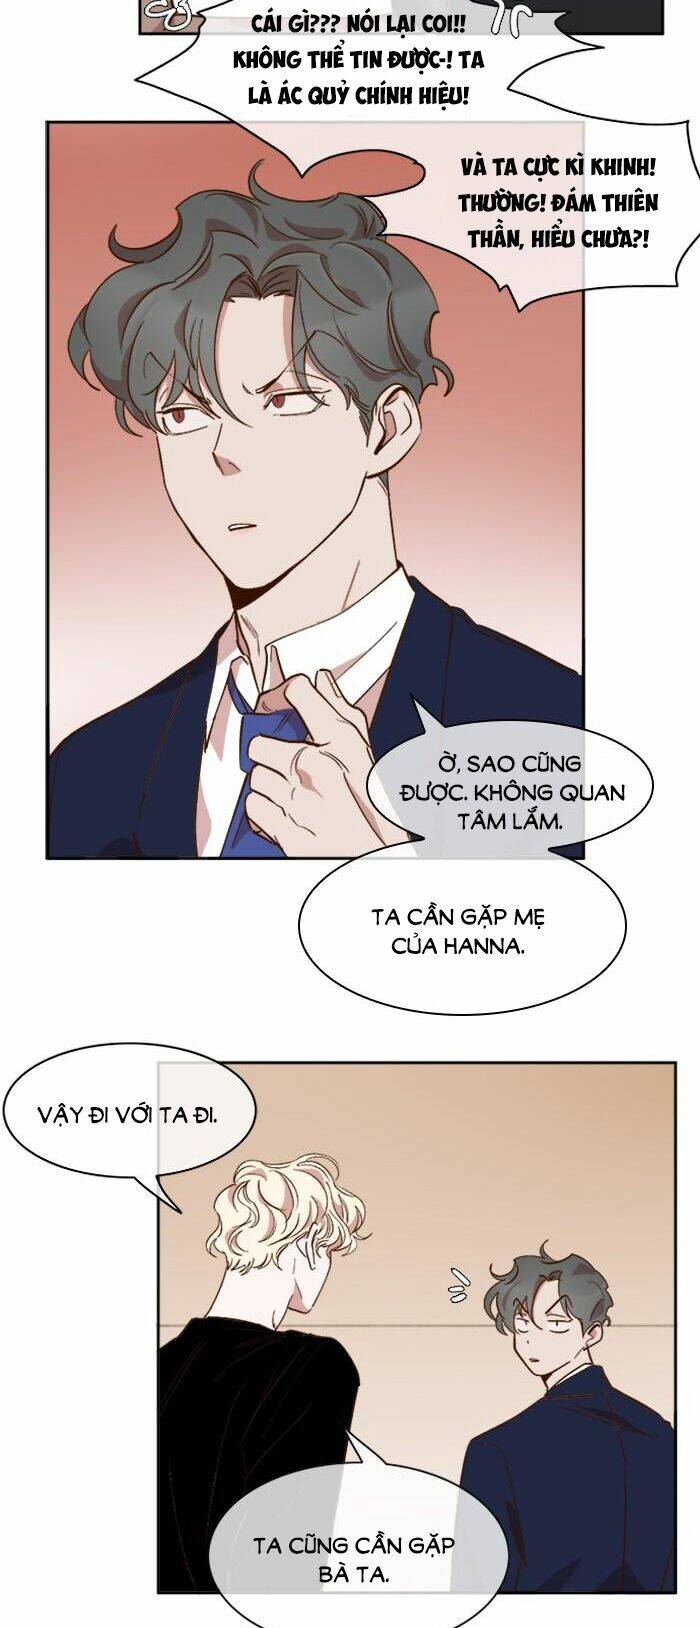 CÁI GÌ??? NÓI LẠI COI!!
KHÔNG THỂ TIN ĐƯỢC-! TA
LÀ ÁC QUỶ CHÍNH HIỆU!
VÀ TA CỰC KÌ KHINH!
THƯỜNG! ĐÁM THIÊN
THẦN, HIỂU CHƯA?!
Ờ, SAO CŨNG
ĐƯỢC. KHÔNG QUAN
TÂM LẮM.
TA CẦN GẶP MẸ
CỦA HANNA.
VẬY ĐI VỚI TA ĐI.
TA CŨNG CẦN GẶP
BÀ TA.